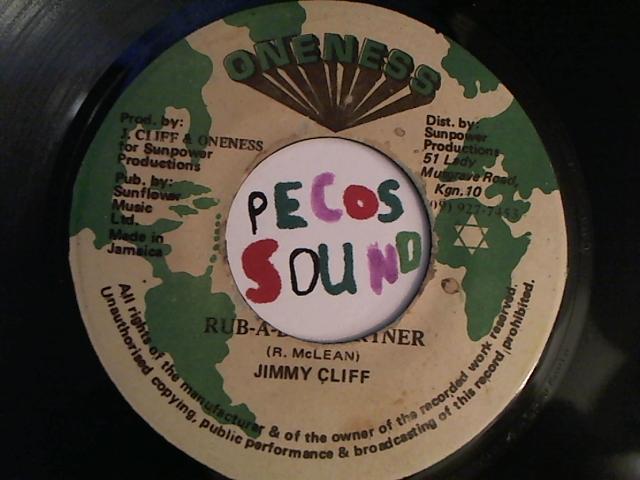 ONENESS
Prod. by:
J. CLIFF & ONENESS
for Sunpower
Productions
Pub. by:
Sunflower
Music
Ltd.
Made in
Jamaica
Dist. by:
Sunpower
Productions
51 Lady
Musgrave Road,
Kgn. 10
PECOS
SOUND
RUB-A-
(R. McLEAN)
JIMMY CLIFF
All rights of the manufacturer & of the owner of the recorded work reserved.
Unauthorised copying, public performance & broadcasting of this record prohibited.